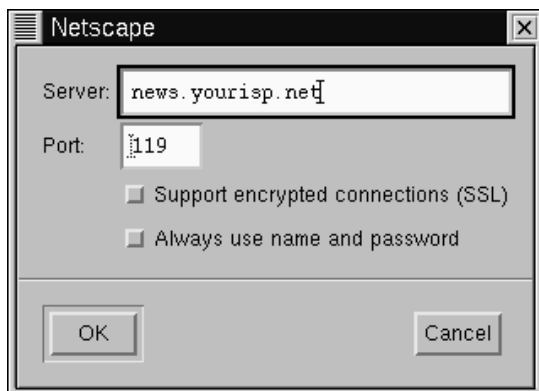 Netscape
Server: news.yourisp.net
Port: 119
Support encrypted connections (SSL)
Always use name and password
OK Cancel